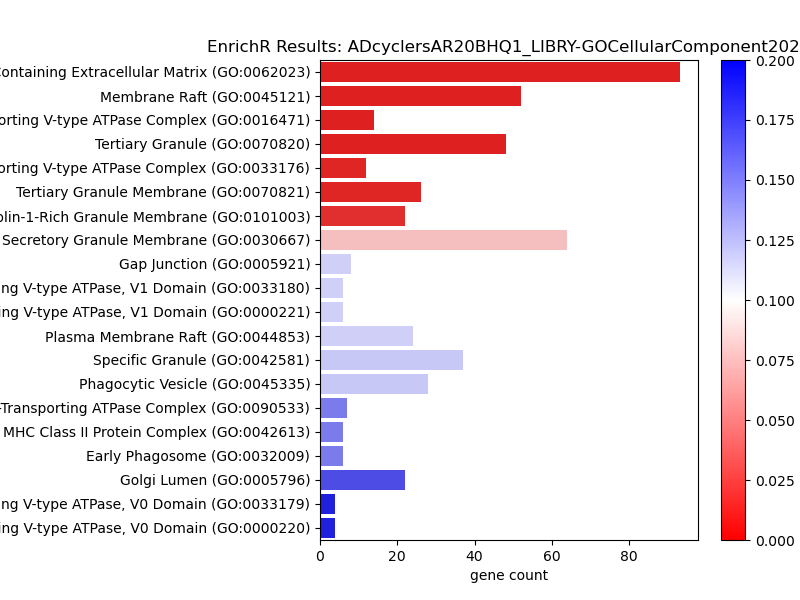 EnrichR Results: ADcyclersAR20BHQ1_LIBRY-GOCellularComponent202
Containing Extracellular Matrix (GO:0062023)
Membrane Raft (GO:0045121)
orting V-type ATPase Complex (GO:0016471)
Tertiary Granule (GO:0070820)
orting V-type ATPase Complex (GO:0033176)
Tertiary Granule Membrane (GO:0070821)
olin-1-Rich Granule Membrane (GO:0101003)
Secretory Granule Membrane (GO:0030667)
Gap Junction (GO:0005921)
ng V-type ATPase, V1 Domain (GO:0033180)
ing V-type ATPase, V1 Domain (GO:0000221)
Plasma Membrane Raft (GO:0044853)
Specific Granule (GO:0042581)
Phagocytic Vesicle (GO:0045335)
-Transporting ATPase Complex (GO:0090533)
MHC Class II Protein Complex (GO:0042613)
Early Phagosome (GO:0032009)
Golgi Lumen (GO:0005796)
ng V-type ATPase, V0 Domain (GO:0033179)
ing V-type ATPase, V0 Domain (GO:0000220)
0 20 40 60 80
gene count
0.200
0.175
0.150
0.125
0.100
0.075
0.050
0.025
0.000